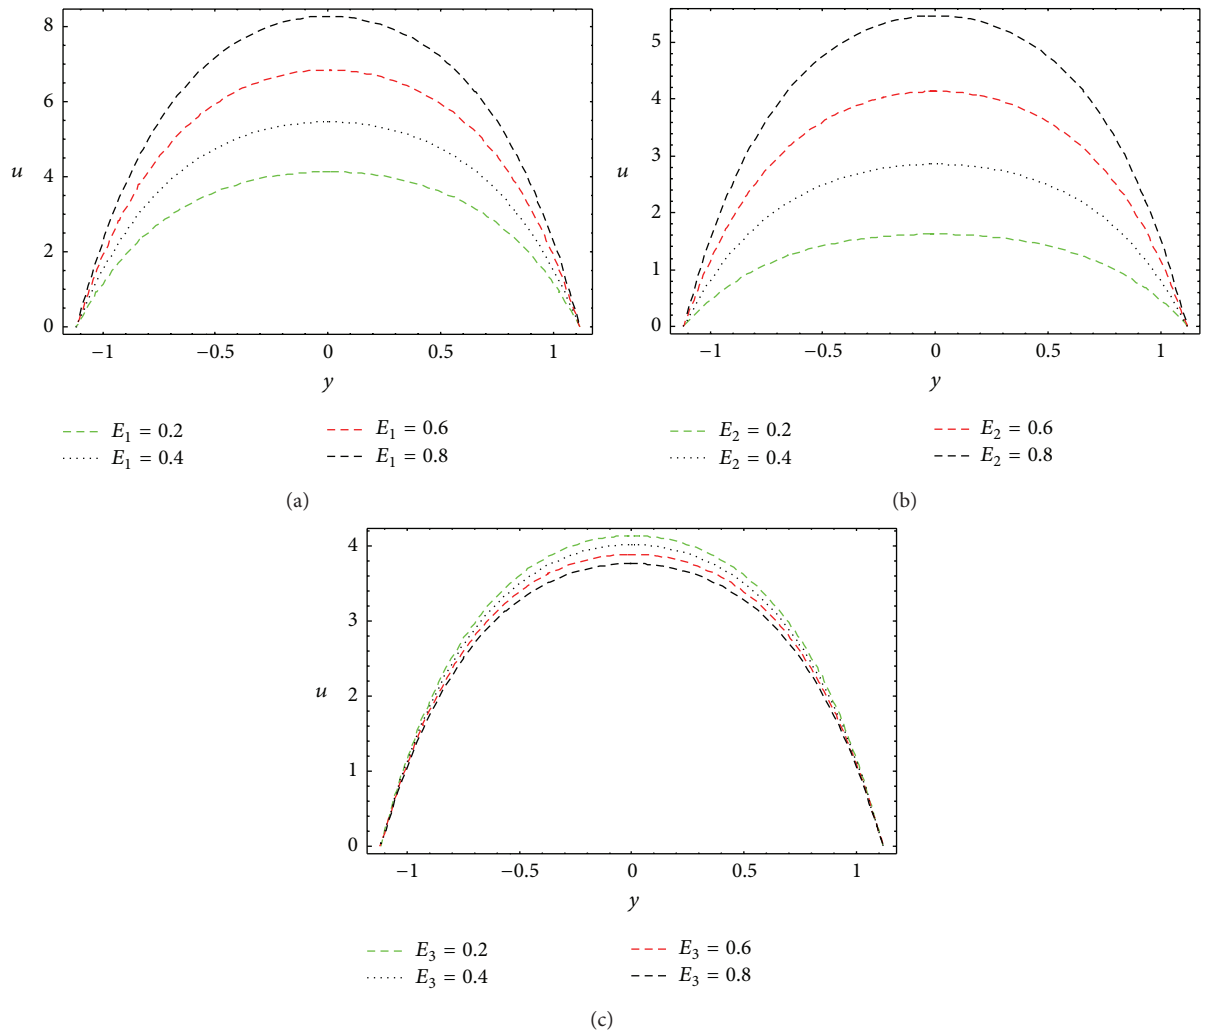 8
6
u
4
2
0
−1
−0.5
0
0.5
1
y
E1 = 0.2
E1 = 0.6
E1 = 0.4
E1 = 0.8
(a)
5
4
3
u
2
1
0
−1
−0.5
0
0.5
1
y
E2 = 0.2
E2 = 0.6
E2 = 0.4
E2 = 0.8
(b)
4
3
2
u
1
0
−1
−0.5
0
0.5
1
y
E3 = 0.2
E3 = 0.6
E3 = 0.4
E3 = 0.8
(c)